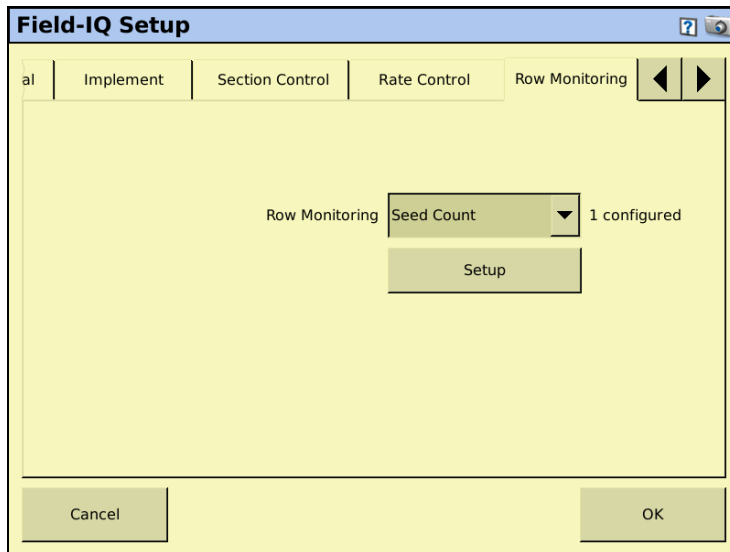 Field-IQ Setup
?
al Implement Section Control Rate Control Row Monitoring
Row Monitoring Seed Count 1 configured
Setup
Cancel OK